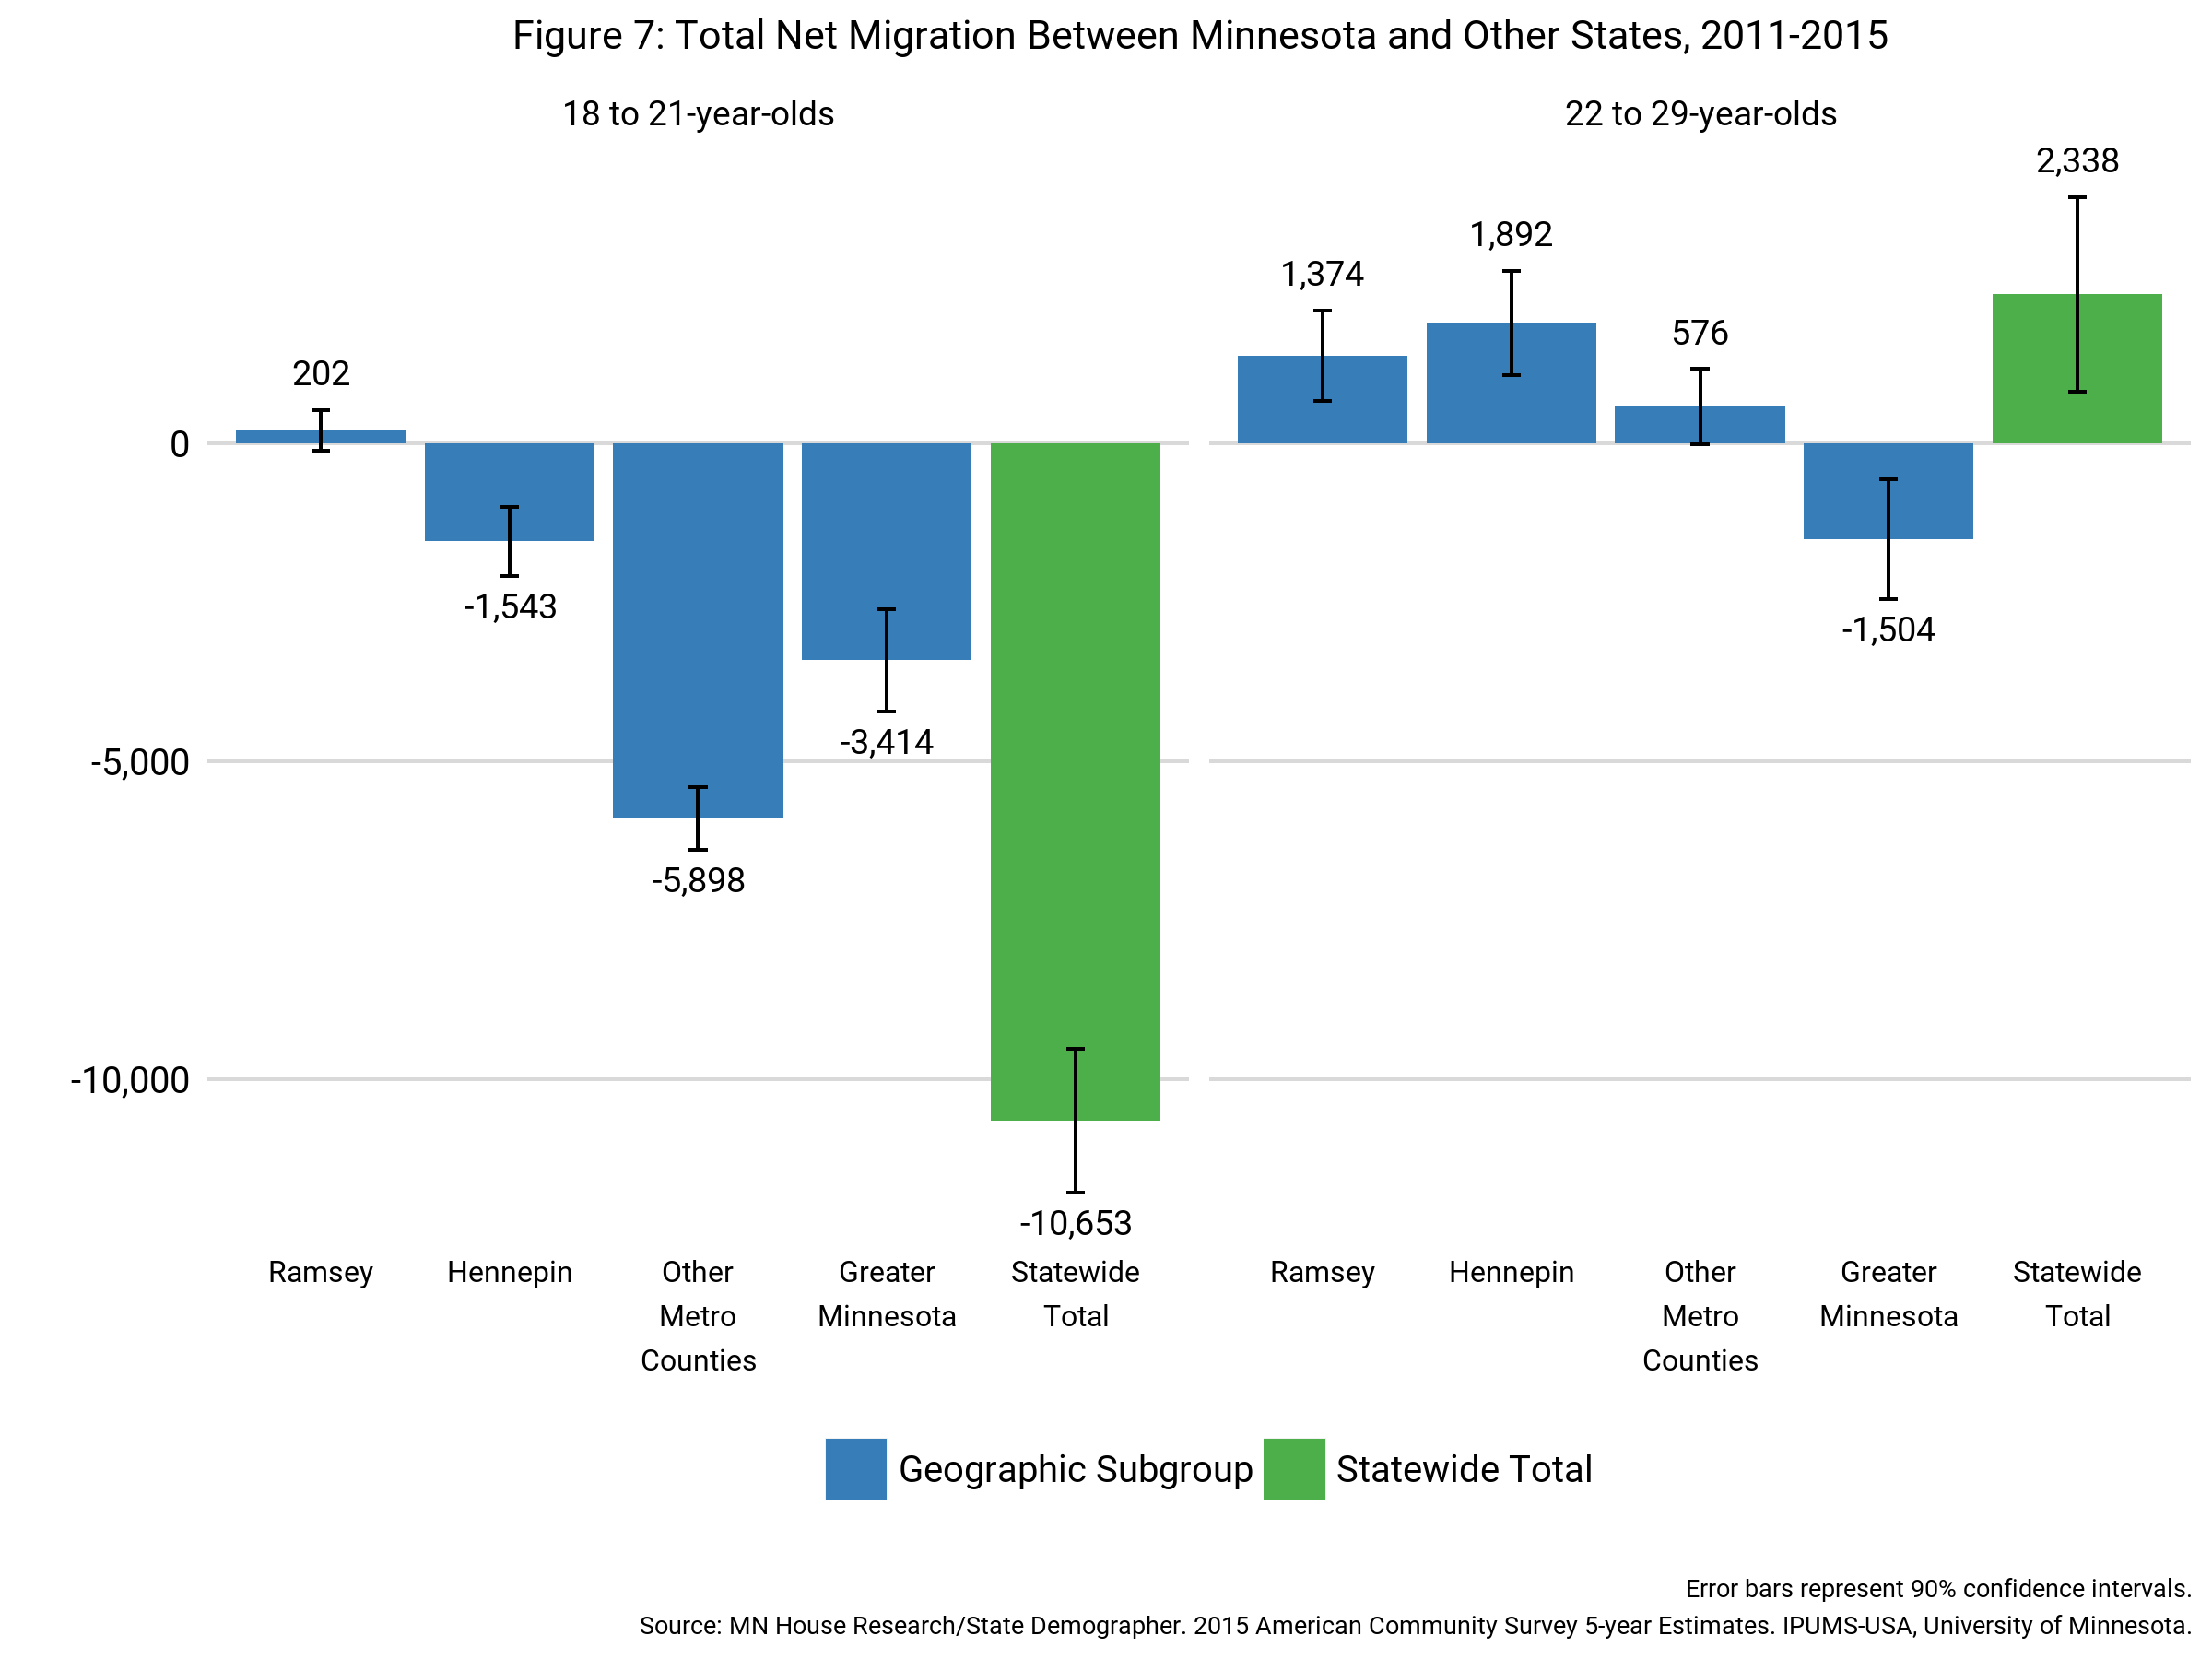 Figure 7: Total Net Migration Between Minnesota and Other States, 2011-2015
18 to 21-year-olds
22 to 29-year-olds
2,338
1,892
1,374
576
202
0
-1,543
-1,504
-3,414
-5,000
-5,898
-10,000
-10,653
Ramsey
Hennepin
Other
Metro
Counties
Greater
Minnesota
Statewide
Total
Ramsey
Hennepin
Other
Metro
Counties
Greater
Minnesota
Statewide
Total
Geographic Subgroup
Statewide Total
Error bars represent 90% confidence intervals.
Source: MN House Research/State Demographer. 2015 American Community Survey 5-year Estimates. IPUMS-USA, University of Minnesota.